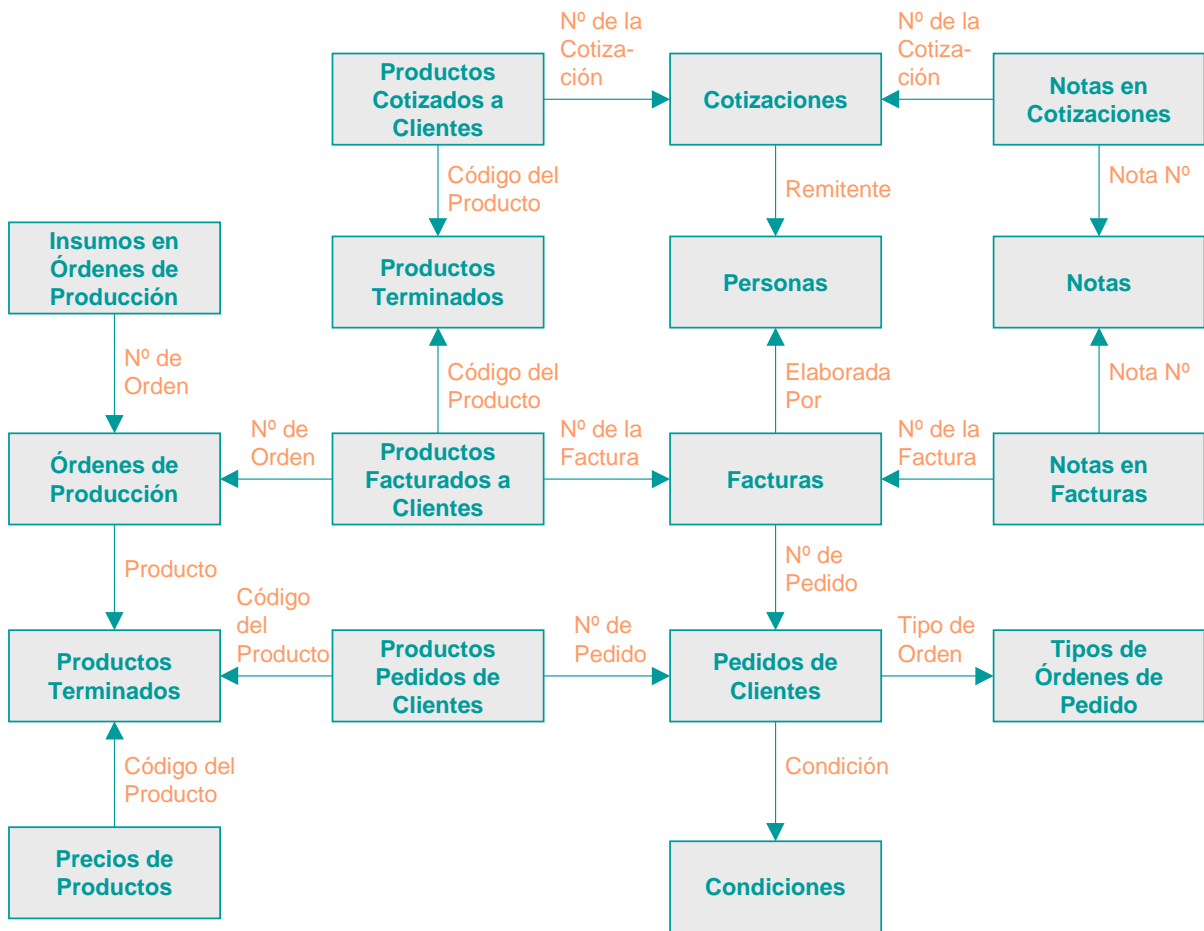 Nº de la
Cotiza-
ción
Nº de la
Cotiza-
ción
Productos
Cotizados a
Clientes
Cotizaciones
Notas en
Cotizaciones
Código del
Producto
Remitente
Nota Nº
Insumos en
Órdenes de
Producción
Productos
Terminados
Personas
Notas
Nº de
Orden
Código del
Producto
Elaborada
Por
Nota Nº
Nº de
Orden
Nº de la
Factura
Nº de la
Factura
Órdenes de
Producción
Productos
Facturados a
Clientes
Facturas
Notas en
Facturas
Producto
Nº de
Pedido
Código
del
Producto
Nº de
Pedido
Tipo de
Orden
Productos
Terminados
Productos
Pedidos de
Clientes
Pedidos de
Clientes
Tipos de
Órdenes de
Pedido
Código del
Producto
Condición
Precios de
Productos
Condiciones